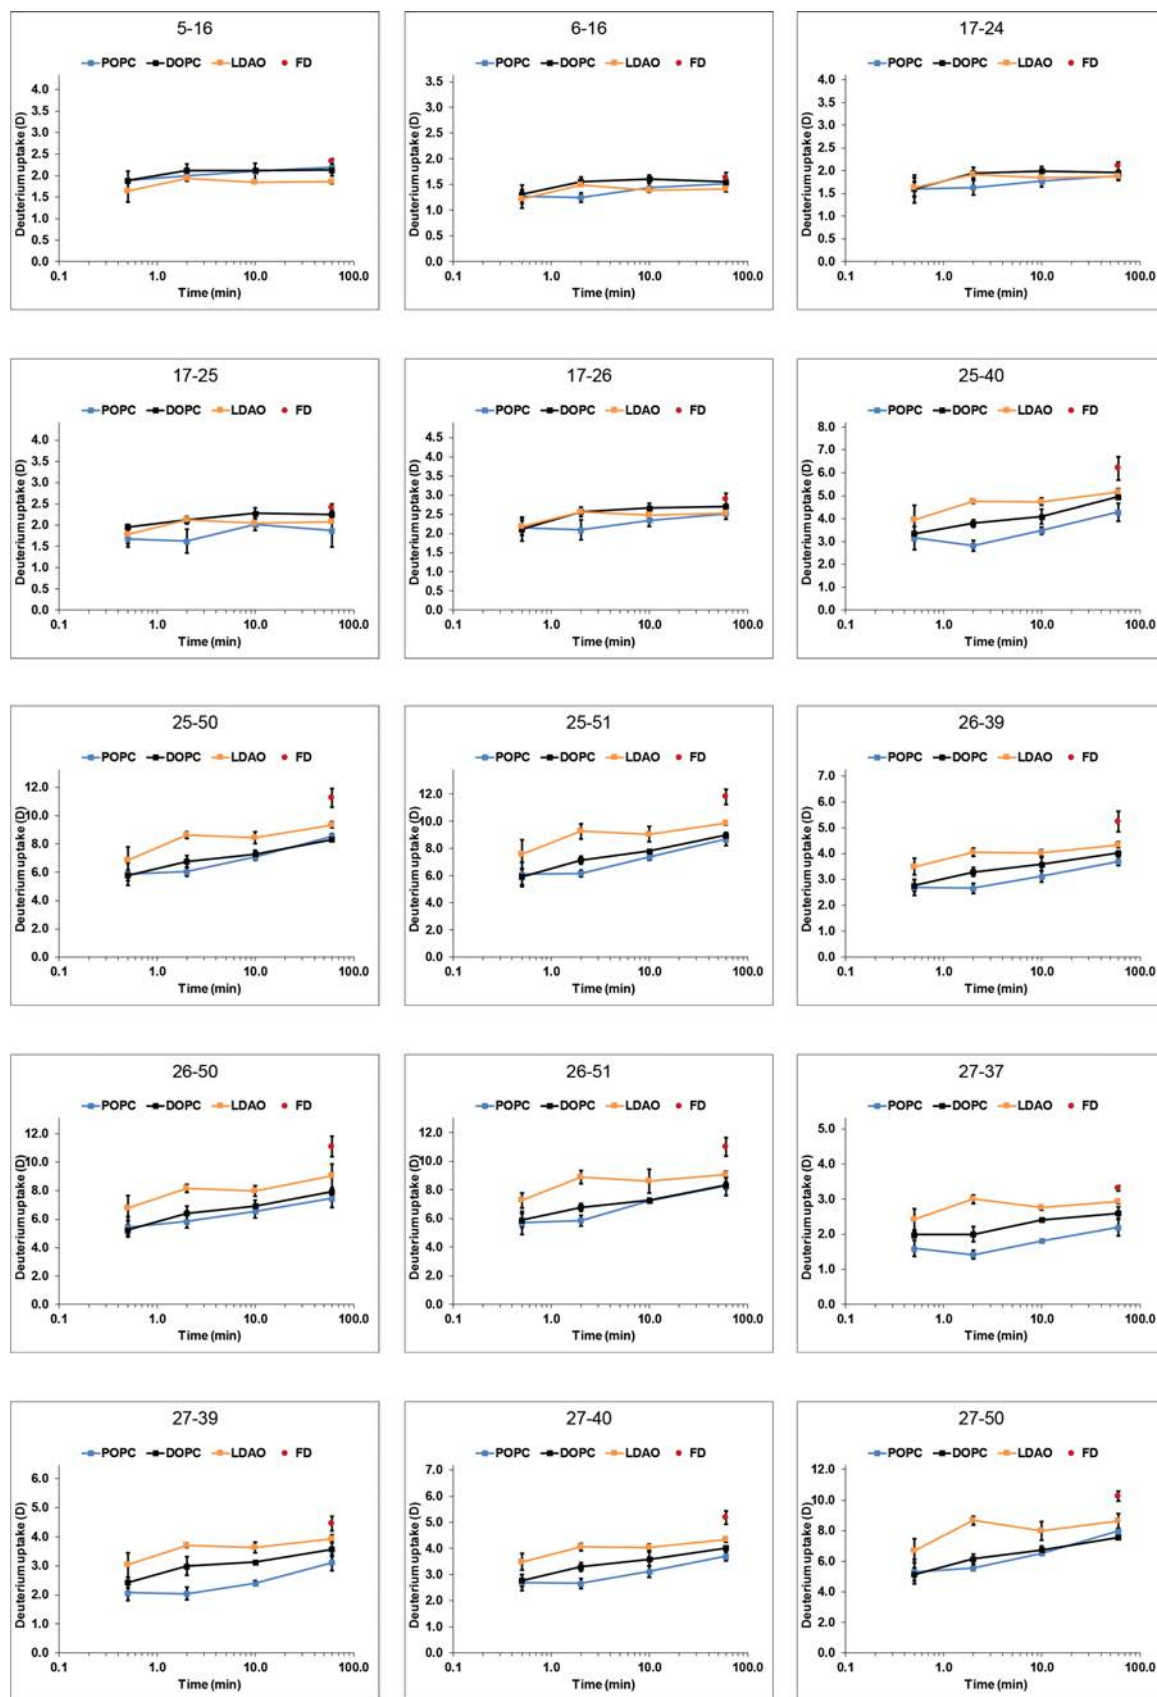 5-16
POPC DOPC LDAO FD
Deuterium uptake (D)
4.0
3.5
3.0
2.5
2.0
1.5
1.0
0.5
0.0
0.1 1.0 10.0 100.0
Time (min)
6-16
POPC DOPC LDAO FD
Deuterium uptake (D)
3.5
3.0
2.5
2.0
1.5
1.0
0.5
0.0
0.1 1.0 10.0 100.0
Time (min)
17-24
POPC DOPC LDAO FD
Deuterium uptake (D)
4.0
3.5
3.0
2.5
2.0
1.5
1.0
0.5
0.0
0.1 1.0 10.0 100.0
Time (min)
17-25
POPC DOPC LDAO FD
Deuterium uptake (D)
4.0
3.5
3.0
2.5
2.0
1.5
1.0
0.5
0.0
0.1 1.0 10.0 100.0
Time (min)
17-26
POPC DOPC LDAO FD
Deuterium uptake (D)
4.5
4.0
3.5
3.0
2.5
2.0
1.5
1.0
0.5
0.0
0.1 1.0 10.0 100.0
Time (min)
25-40
POPC DOPC LDAO FD
Deuterium uptake (D)
8.0
7.0
6.0
5.0
4.0
3.0
2.0
1.0
0.0
0.1 1.0 10.0 100.0
Time (min)
25-50
POPC DOPC LDAO FD
Deuterium uptake (D)
12.0
10.0
8.0
6.0
4.0
2.0
0.0
0.1 1.0 10.0 100.0
Time (min)
25-51
POPC DOPC LDAO FD
Deuterium uptake (D)
12.0
10.0
8.0
6.0
4.0
2.0
0.0
0.1 1.0 10.0 100.0
Time (min)
26-39
POPC DOPC LDAO FD
Deuterium uptake (D)
7.0
6.0
5.0
4.0
3.0
2.0
1.0
0.0
0.1 1.0 10.0 100.0
Time (min)
26-50
POPC DOPC LDAO FD
Deuterium uptake (D)
12.0
10.0
8.0
6.0
4.0
2.0
0.0
0.1 1.0 10.0 100.0
Time (min)
26-51
POPC DOPC LDAO FD
Deuterium uptake (D)
12.0
10.0
8.0
6.0
4.0
2.0
0.0
0.1 1.0 10.0 100.0
Time (min)
27-37
POPC DOPC LDAO FD
Deuterium uptake (D)
5.0
4.0
3.0
2.0
1.0
0.0
0.1 1.0 10.0 100.0
Time (min)
27-39
POPC DOPC LDAO FD
Deuterium uptake (D)
6.0
5.0
4.0
3.0
2.0
1.0
0.0
0.1 1.0 10.0 100.0
Time (min)
27-40
POPC DOPC LDAO FD
Deuterium uptake (D)
7.0
6.0
5.0
4.0
3.0
2.0
1.0
0.0
0.1 1.0 10.0 100.0
Time (min)
27-50
POPC DOPC LDAO FD
Deuterium uptake (D)
12.0
10.0
8.0
6.0
4.0
2.0
0.0
0.1 1.0 10.0 100.0
Time (min)